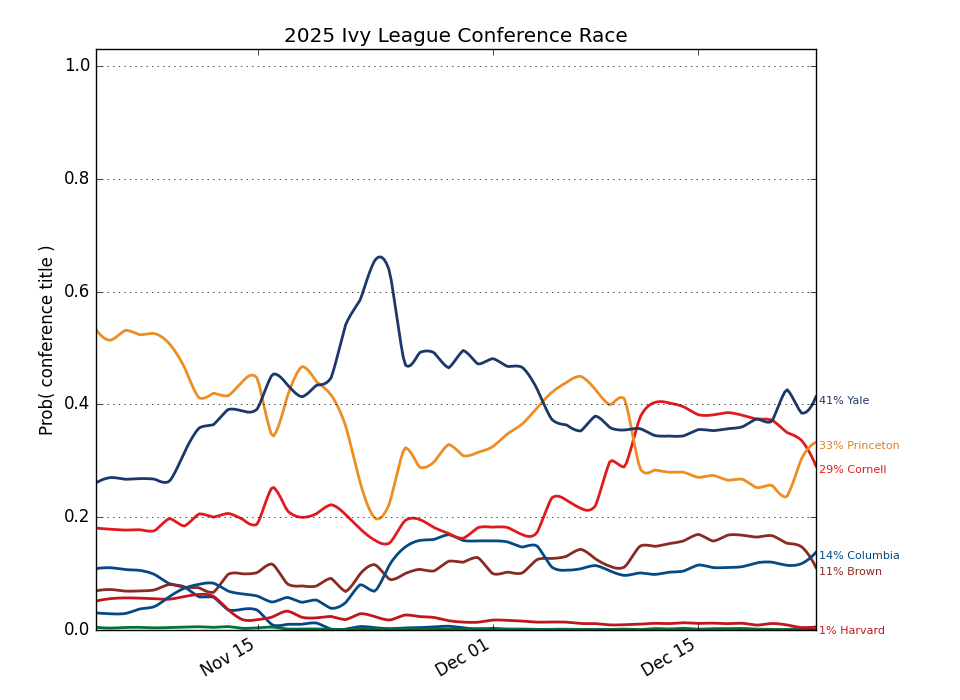 2025 Ivy League Conference Race
Prob( conference title )
1.0
0.8
0.6
0.4
0.2
0.0
Nov 15
Dec 01
Dec 15
41% Yale
33% Princeton
29% Cornell
14% Columbia
11% Brown
1% Harvard